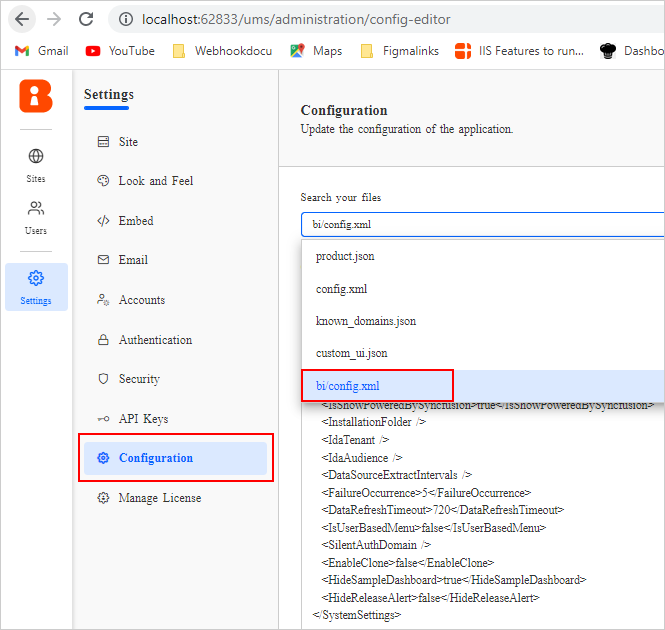 localhost:62833/ums/administration/config-editor
Gmail YouTube Webhookdocu Maps Figmalinks IIS Features to run... Dashbo
Sites
Users
Settings
Settings
Site
Look and Feel
Embed
Email
Accounts
Authentication
Security
API Keys
Configuration
Manage License
Configuration
Update the configuration of the application.
Search your files
bi/config.xml
product.json
config.xml
known_domains.json
custom_ui.json
bi/config.xml
<IsShowPoweredBySyncfusion>true</IsShowPoweredBySyncfusion>
<InstallationFolder />
<IdaTenant />
<IdaAudience />
<DataSourceExtractIntervals />
<FailureOccurrence>5</FailureOccurrence>
<DataRefreshTimeout>720</DataRefreshTimeout>
<IsUserBasedMenu>false</IsUserBasedMenu>
<SilentAuthDomain />
<EnableClone>false</EnableClone>
<HideSampleDashboard>true</HideSampleDashboard>
<HideReleaseAlert>false</HideReleaseAlert>
</SystemSettings>